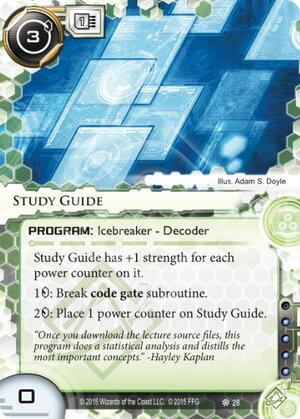 3
1
Illus. Adam S. Doyle
STUDY GUIDE
PROGRAM: Icebreaker - Decoder
Study Guide has +1 strength for each
power counter on it.
1: Break code gate subroutine.
2: Place 1 power counter on Study Guide.
"Once you download the lecture source files, this
program does a statistical analysis and distills the
most important concepts." -Hayley Kaplan
0
© 2015 Wizards of the Coast LLC. © 2015 FFG
28